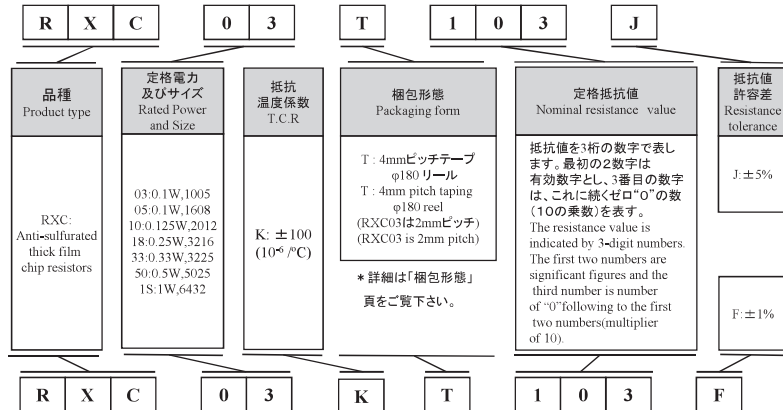 R X C 0 3 T 1 0 3 J
品種
Product type
RXC:
Anti-sulfurated
thick film
chip resistors
定格電力
及びサイズ
Rated Power
and Size
03:0.1W,1005
05:0.1W,1608
10:0.125W,2012
18:0.25W,3216
33:0.33W,3225
50:0.5W,5025
1S:1W,6432
抵抗
温度係数
T.C.R
K: ±100
(10⁻⁶ /℃)
梱包形態
Packaging form
T : 4mmピッチテープ
φ180 リール
T : 4mm pitch taping
φ180 reel
(RXC03は2mmピッチ)
(RXC03 is 2mm pitch)
* 詳細は「梱包形態」
頁をご覧下さい。
定格抵抗値
Nominal resistance value
抵抗値を3桁の数字で表し
ます。最初の2数字は
有効数字とし、3番目の数字
は、これに続くゼロ“0”の数
(10の乗数)を表す。
The resistance value is
indicated by 3-digit numbers.
The first two numbers are
significant figures and the
third number is number
of “0”following to the first
two numbers(multiplier
of 10).
抵抗値
許容差
Resistance
tolerance
J:±5%
F:±1%
R X C 0 3 K T 1 0 3 F